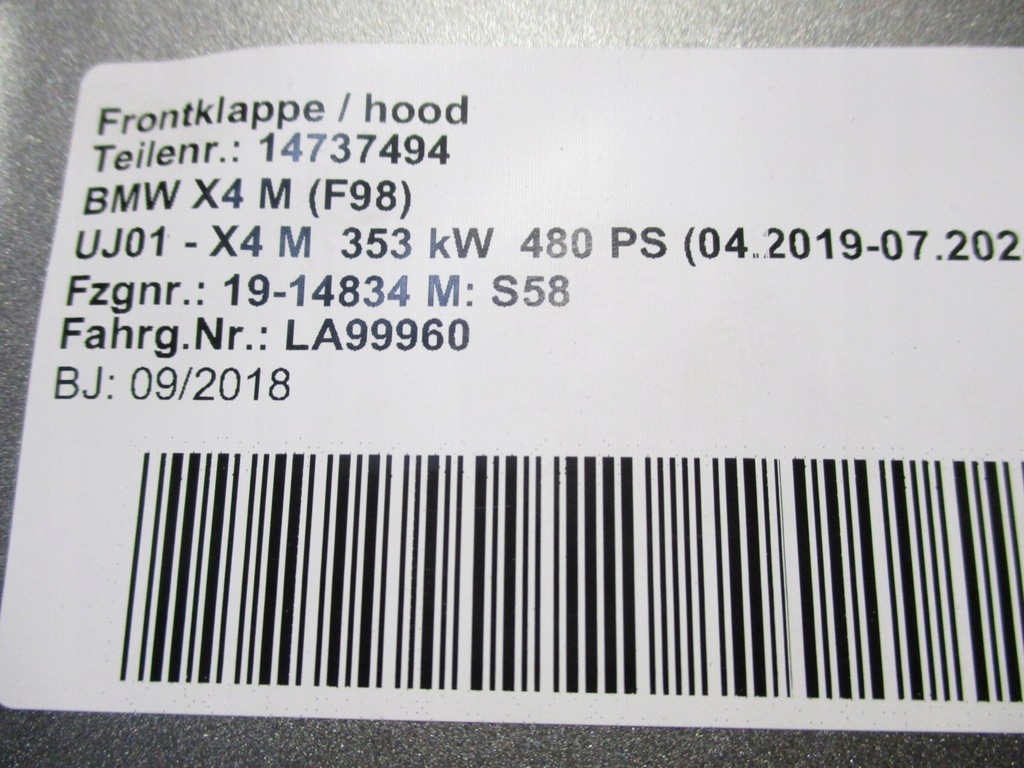 Frontklappe / hood
Teilenr.: 14737494
BMW X4 M (F98)
UJ01 - X4 M 353 kW 480 PS (04.2019-07.202
Fzgnr.: 19-14834 M: S58
Fahrg.Nr.: LA99960
BJ: 09/2018